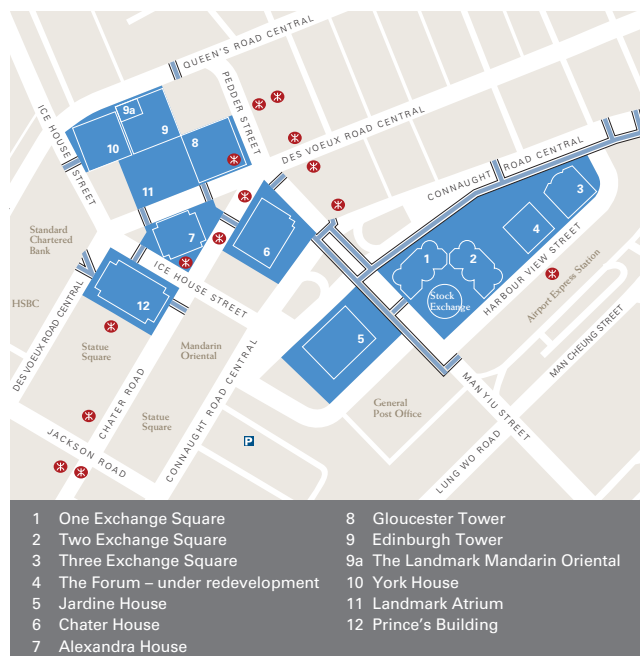 QUEEN'S ROAD CENTRAL
PEDDER STREET
ICE HOUSE STREET
9a
9
10
8
11
DES VOEUX ROAD CENTRAL
CONNAUGHT ROAD CENTRAL
3
4
7
6
1
2
Standard
Chartered
Bank
HARBOUR VIEW STREET
Airport Express Station
ICE HOUSE STREET
HSBC
12
Stock
Exchange
DES VOEUX ROAD CENTRAL
MAN CHEUNG STREET
Statue
Square
Mandarin
Oriental
5
CHATER ROAD
CONNAUGHT ROAD CENTRAL
General
Post Office
MAN YIU STREET
Statue
Square
JACKSON ROAD
P
LUNG WO ROAD
1 One Exchange Square
2 Two Exchange Square
3 Three Exchange Square
4 The Forum – under redevelopment
5 Jardine House
6 Chater House
7 Alexandra House
8 Gloucester Tower
9 Edinburgh Tower
9a The Landmark Mandarin Oriental
10 York House
11 Landmark Atrium
12 Prince's Building